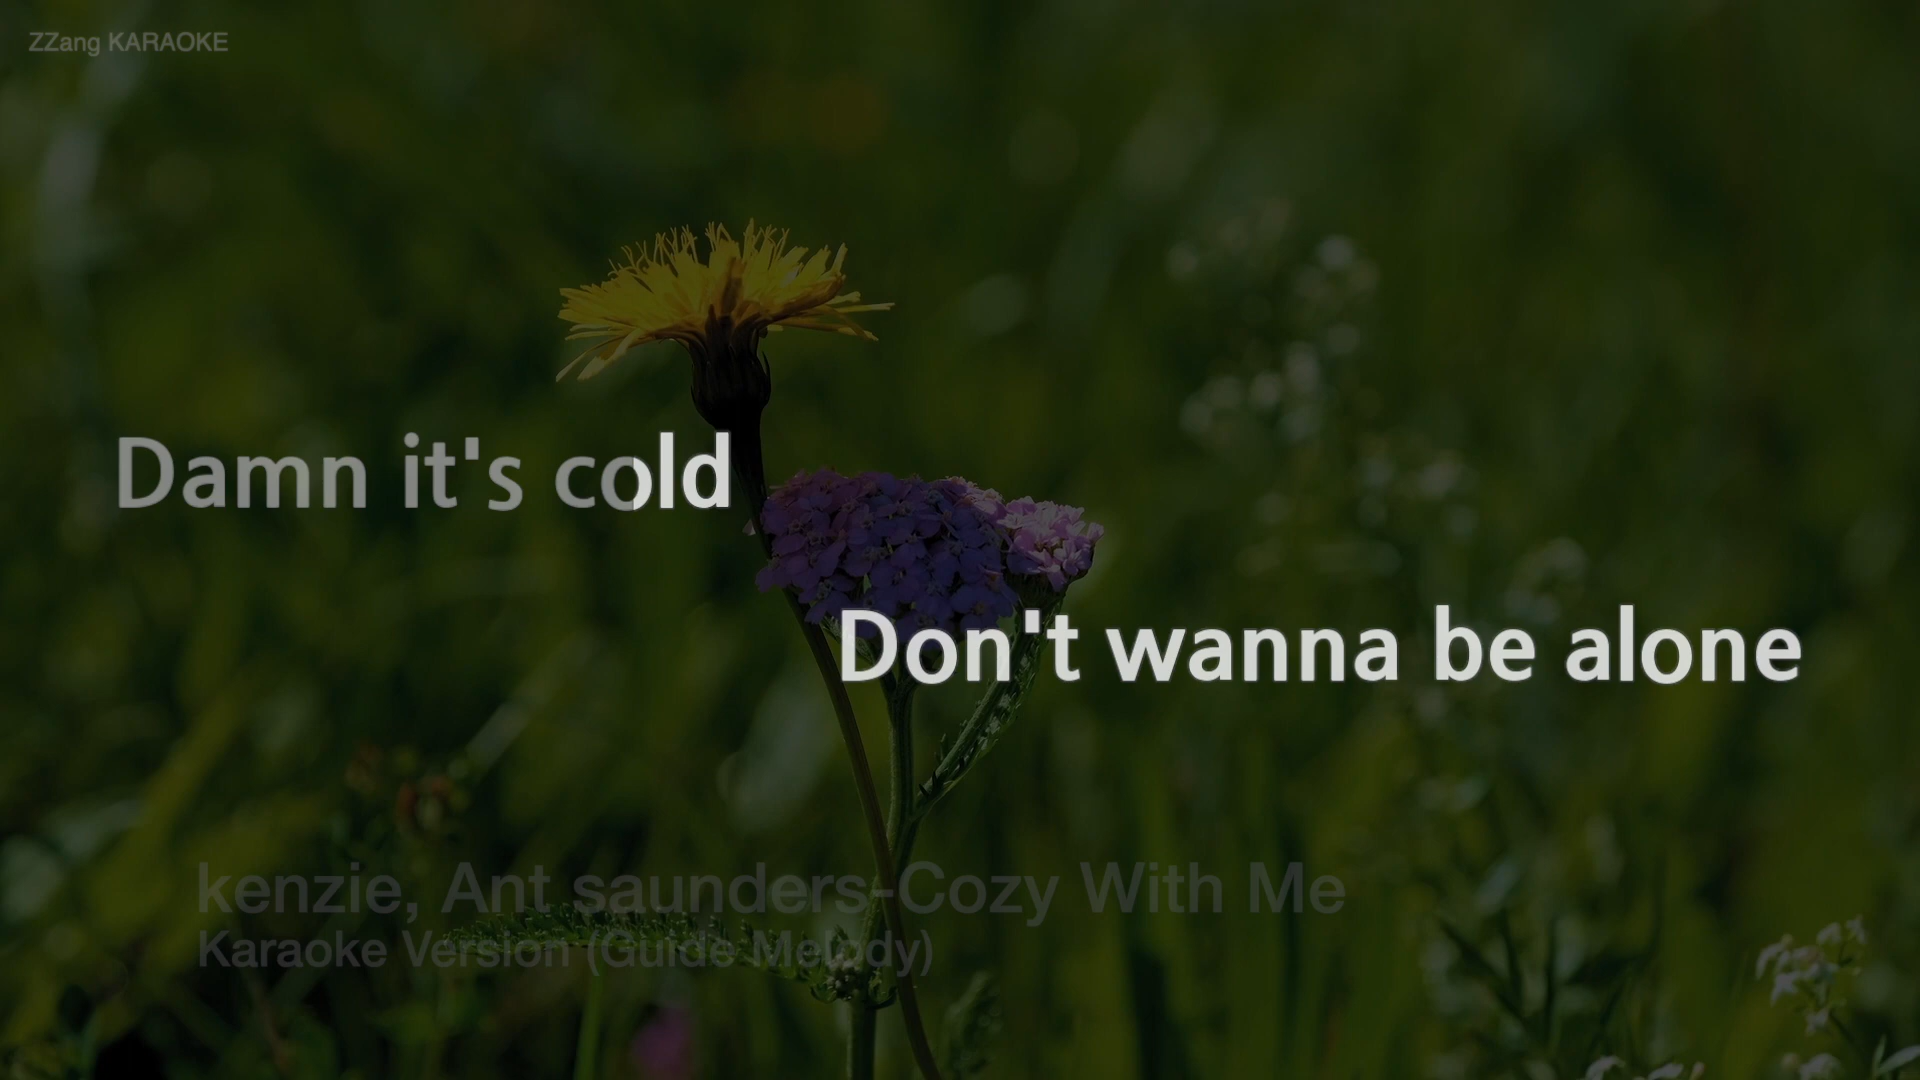 ZZang KARAOKE
Damn it's cold
Don't wanna be alone
kenzie, Ant saunders-Cozy With Me
Karaoke Version (Guide Melody)